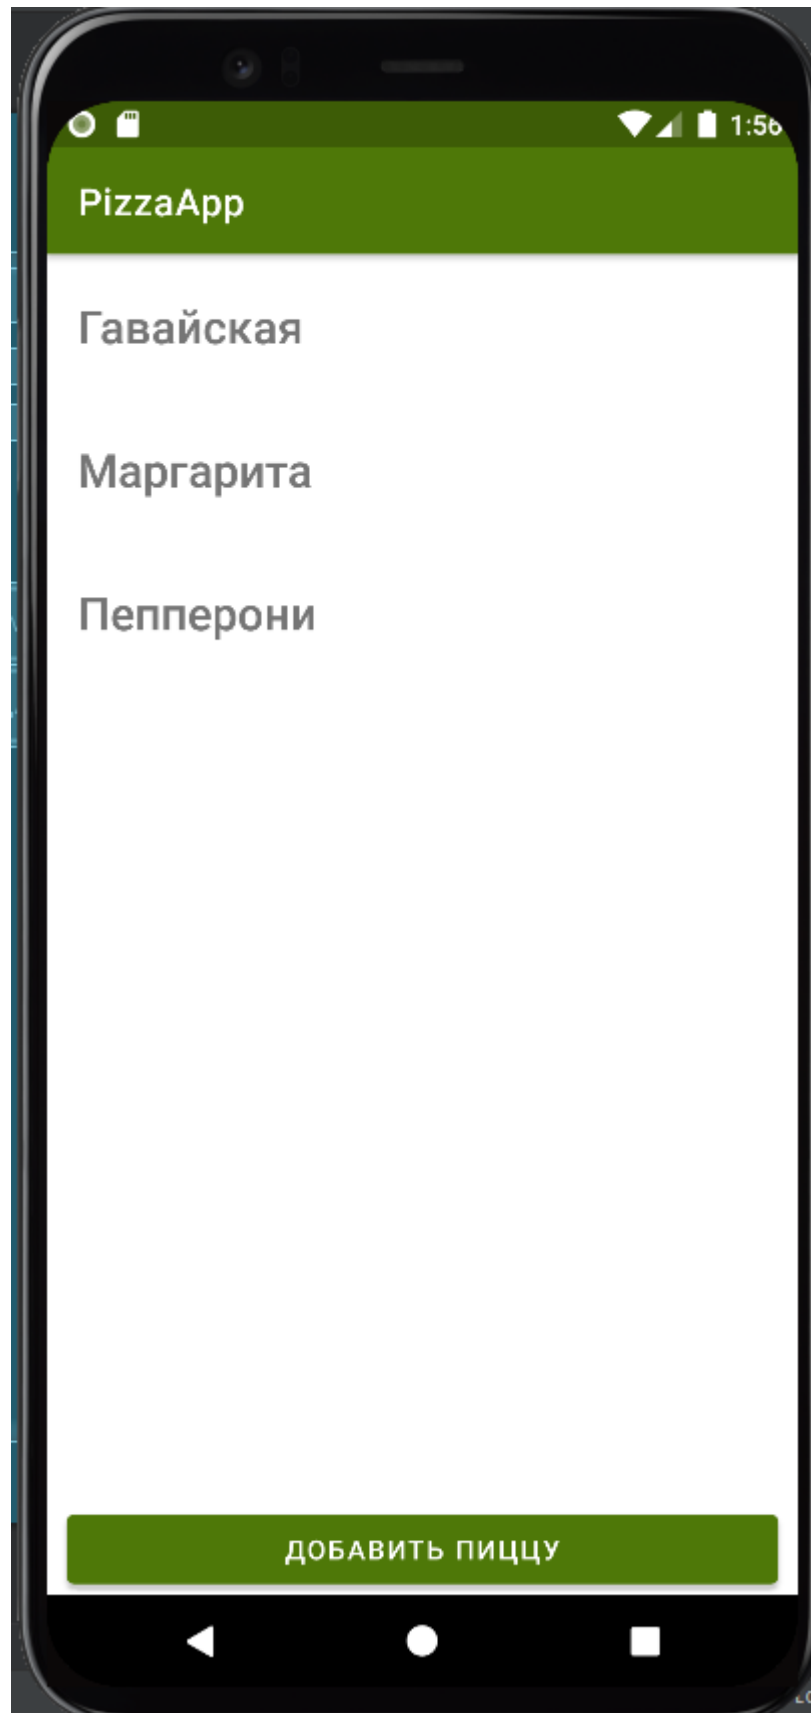 1:56
PizzaApp
Гавайская
Маргарита
Пепперони
ДОБАВИТЬ ПИЦЦУ